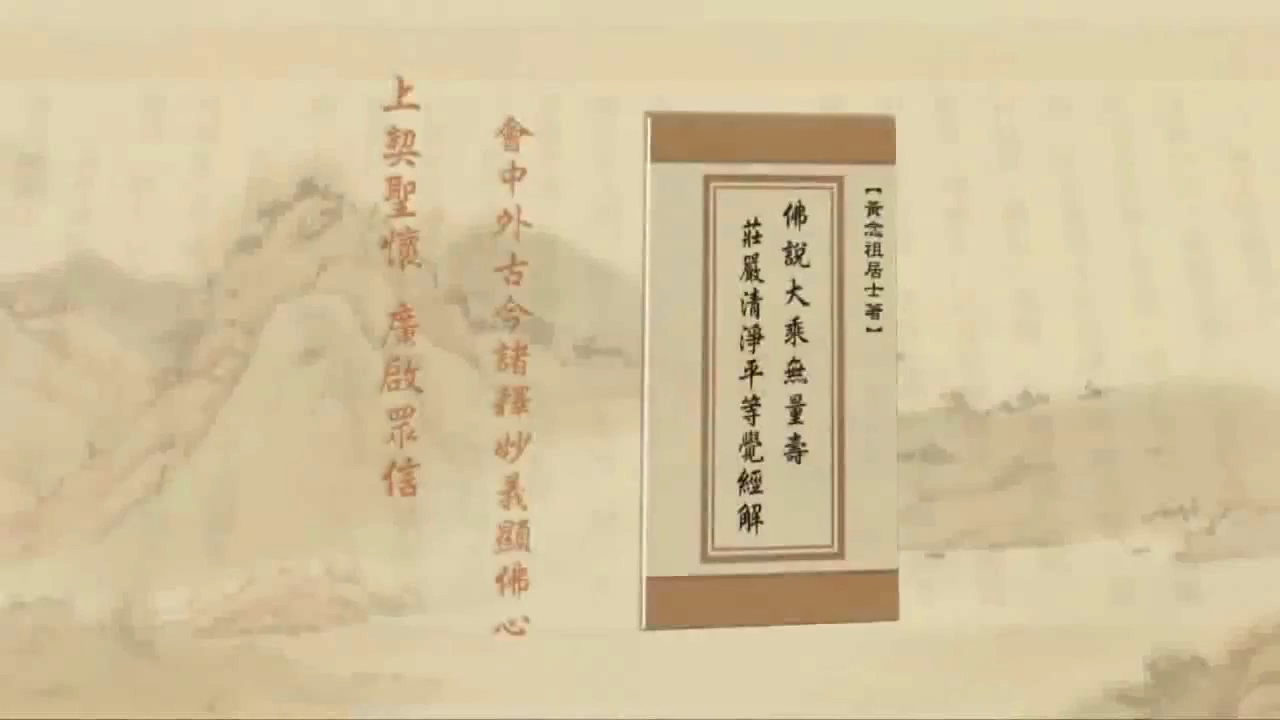 【黃念祖居士著】
佛說大乘無量壽
莊嚴清淨平等覺經解
會中外古今諸釋妙義顯佛心
上契聖懷 廣啟眾信